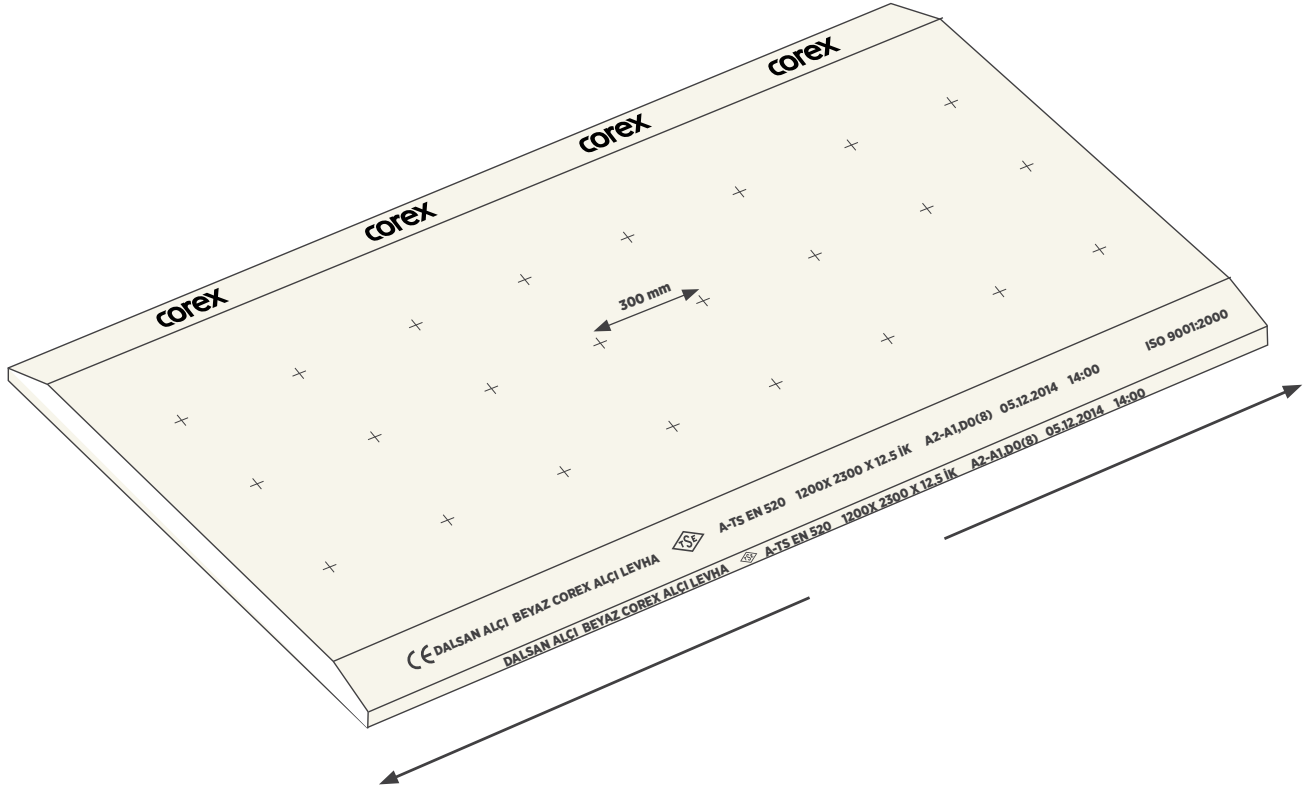 corex
corex
corex
corex
300 mm
CE DALSAN ALÇI BEYAZ COREX ALÇI LEVHA TSE A-TS EN 520 1200X 2300 X 12.5 İK A2-A1,D0(8) 05.12.2014 14:00 ISO 9001:2000
DALSAN ALÇI BEYAZ COREX ALÇI LEVHA TSE A-TS EN 520 1200X 2300 X 12.5 İK A2-A1,D0(8) 05.12.2014 14:00